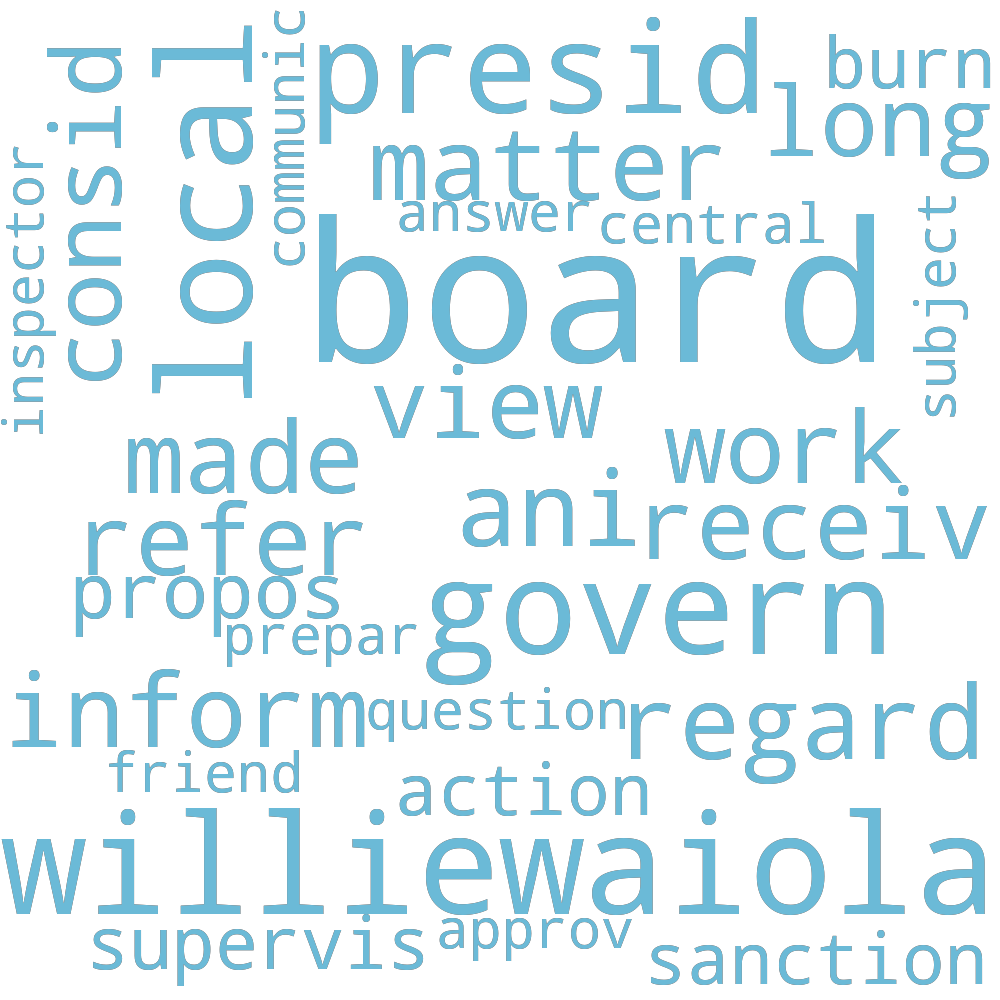 presid
burn
long
communic
local
consid
inspector
matter
answer
central
subject
board
view
made
work
refer
ani
receiv
propos
prepar
govern
inform
question
regard
friend
action
williewaiola
supervis
approv
sanction